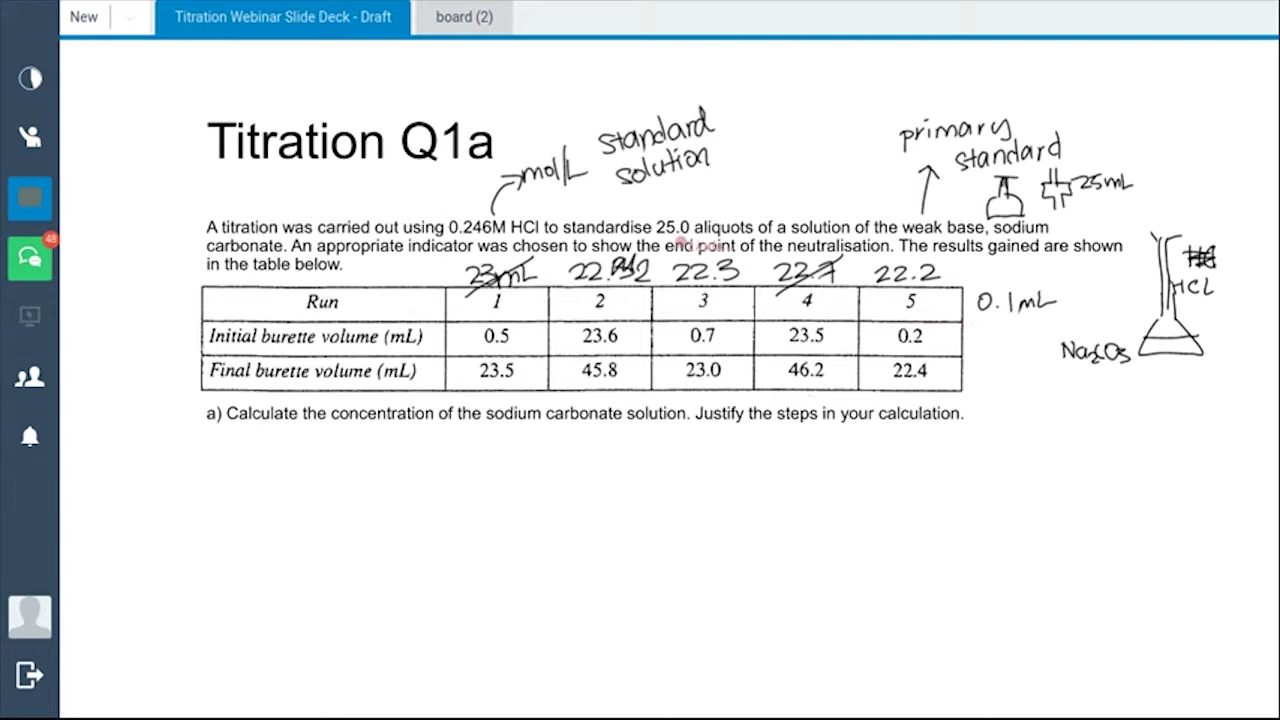 New
Titration Webinar Slide Deck - Draft
board (2)
48
Titration Q1a
mol/L
standard
solution
primary
standard
25mL
A titration was carried out using 0.246M HCl to standardise 25.0 aliquots of a solution of the weak base, sodium
carbonate. An appropriate indicator was chosen to show the end point of the neutralisation. The results gained are shown
in the table below.
23mL 22.2 22.3 22.7 22.2
Run 1 2 3 4 5
0.1mL
Initial burette volume (mL) 0.5 23.6 0.7 23.5 0.2
Final burette volume (mL) 23.5 45.8 23.0 46.2 22.4
HCL
Na2CO3
a) Calculate the concentration of the sodium carbonate solution. Justify the steps in your calculation.